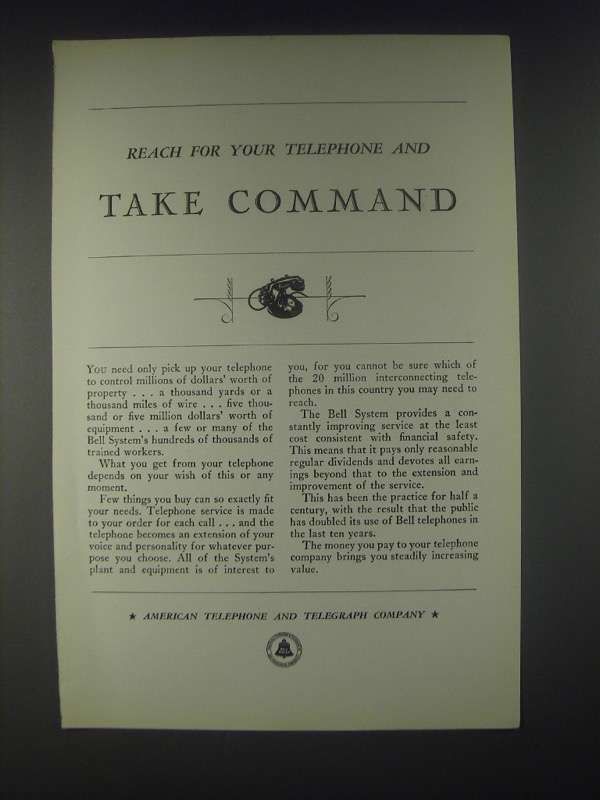 REACH FOR YOUR TELEPHONE AND
TAKE COMMAND
YOU need only pick up your telephone
to control millions of dollars' worth of
property . . . a thousand yards or a
thousand miles of wire . . . five thou-
sand or five million dollars' worth of
equipment . . . a few or many of the
Bell System's hundreds of thousands of
trained workers.
What you get from your telephone
depends on your wish of this or any
moment.
Few things you buy can so exactly fit
your needs. Telephone service is made
to your order for each call . . . and the
telephone becomes an extension of your
voice and personality for whatever pur-
pose you choose. All of the System's
plant and equipment is of interest to
you, for you cannot be sure which of
the 20 million interconnecting tele-
phones in this country you may need to
reach.
The Bell System provides a con-
stantly improving service at the least
cost consistent with financial safety.
This means that it pays only reasonable
regular dividends and devotes all earn-
ings beyond that to the extension and
improvement of the service.
This has been the practice for half a
century, with the result that the public
has doubled its use of Bell telephones in
the last ten years.
The money you pay to your telephone
company brings you steadily increasing
value.
★ AMERICAN TELEPHONE AND TELEGRAPH COMPANY ★